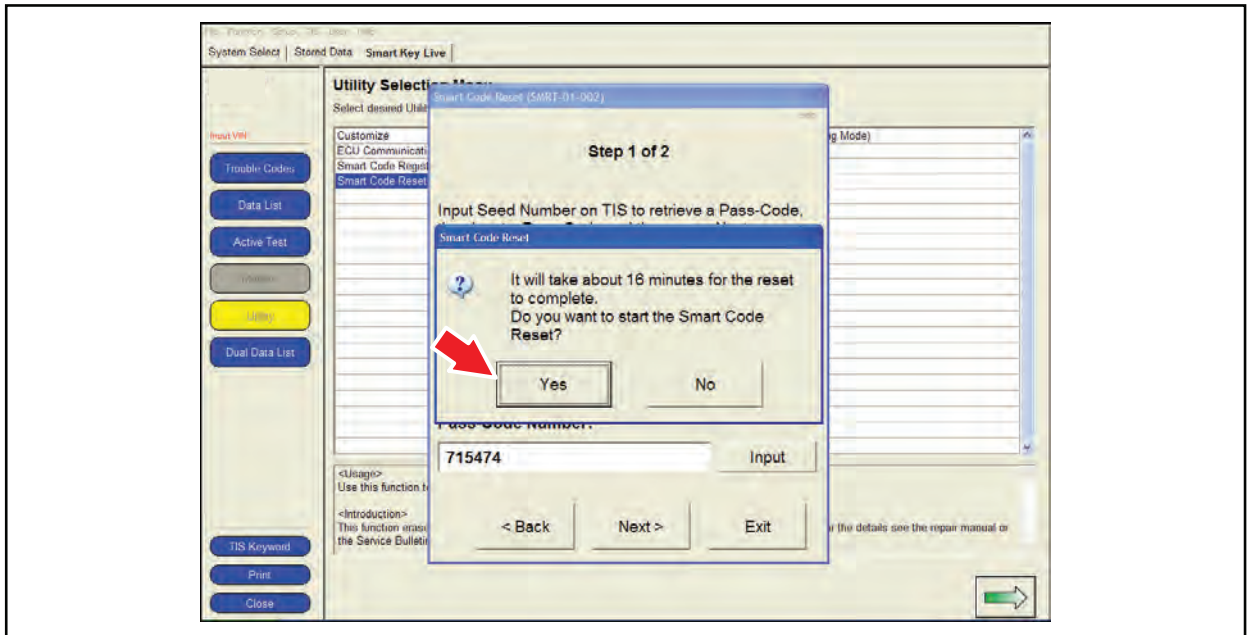 System Select | Stored Data Smart Key Live
Utility Selection Menu
Select desired Utili
Input VIN
Trouble Codes
Data List
Active Test
Utility
Dual Data List
TIS Keyword
Print
Close
Customize
ECU Communicati
Smart Code Regist
Smart Code Reset
g Mode)
Smart Code Reset (SMRT-01-002)
Step 1 of 2
Input Seed Number on TIS to retrieve a Pass-Code,
Smart Code Reset
It will take about 16 minutes for the reset
to complete.
Do you want to start the Smart Code
Reset?
Yes
No
Pass-Code Number:
715474
Input
< Back
Next >
Exit
<Usage>
Use this function t
<Introduction>
This function eras
r the details see the repair manual or
the Service Bulletin